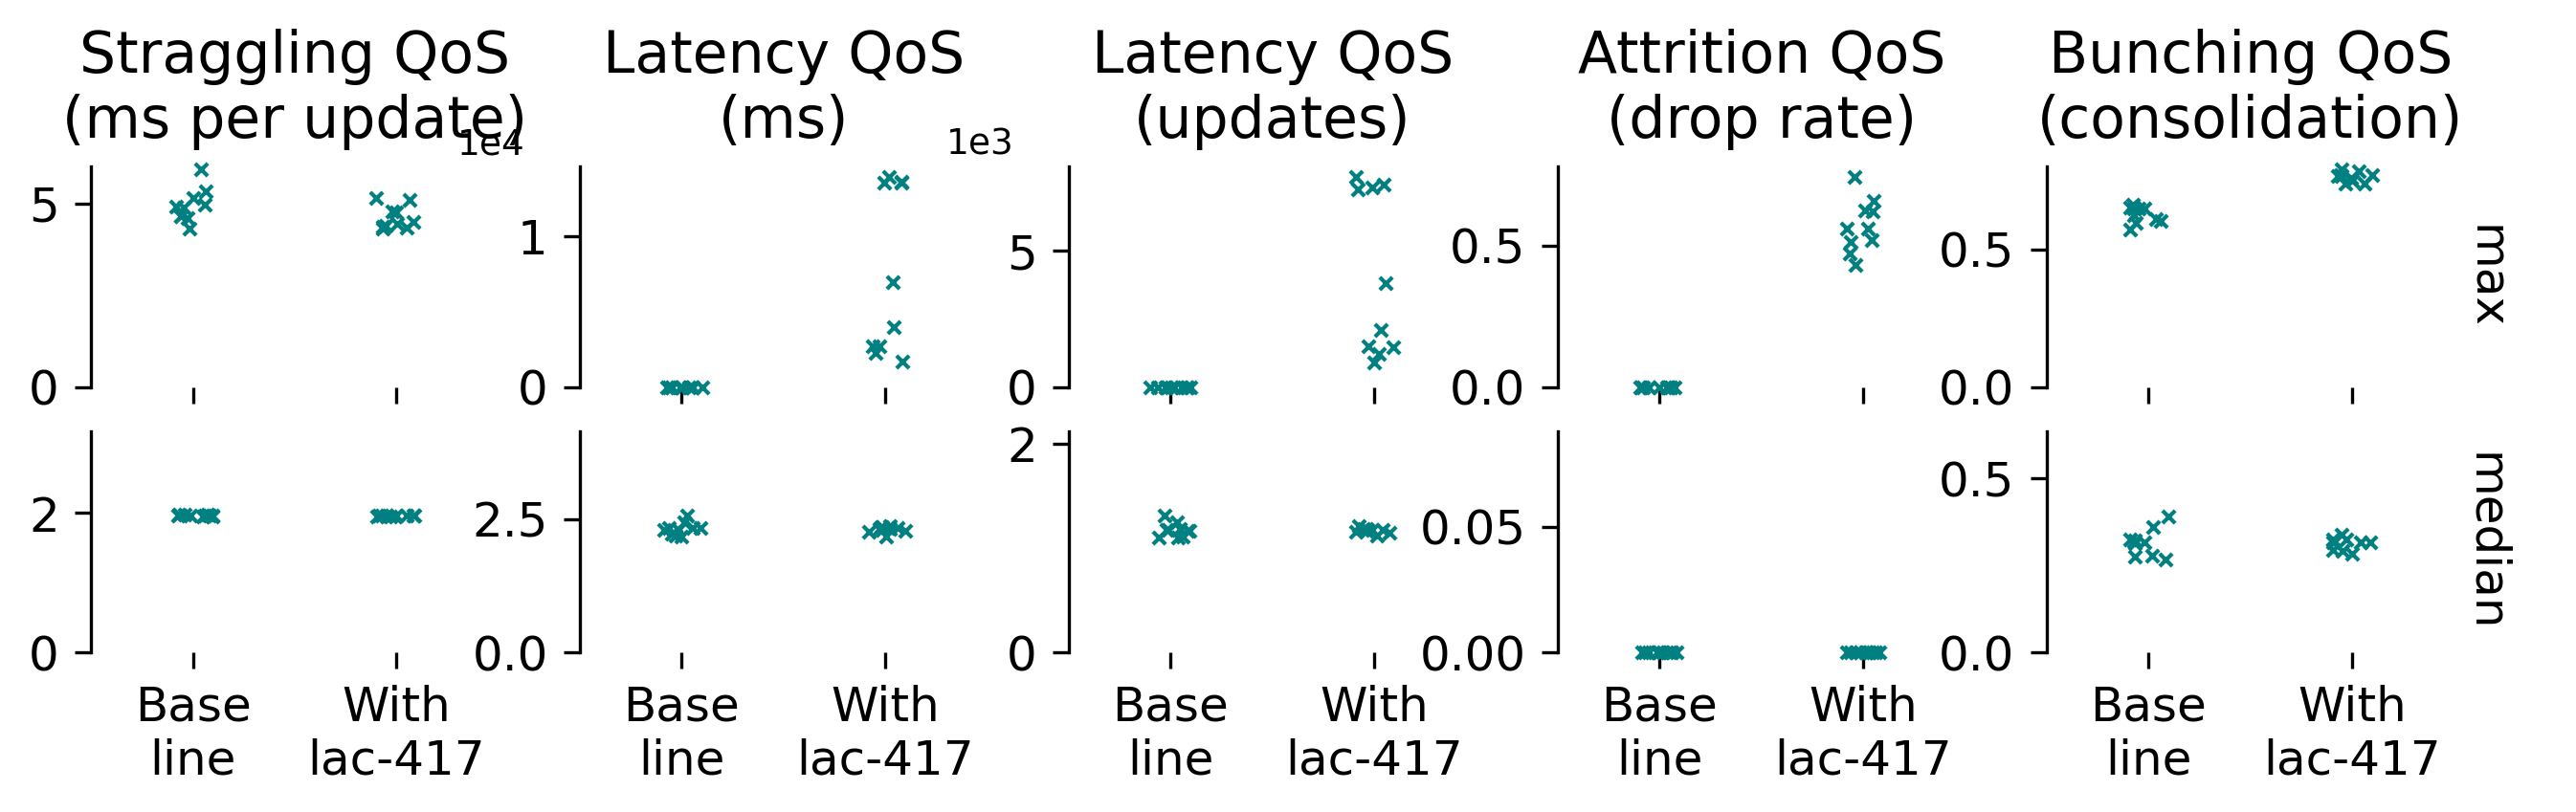 Straggling QoS
(ms per update)
Latency QoS
(ms)
Latency QoS
(updates)
Attrition QoS
(drop rate)
Bunching QoS
(consolidation)
5
0
1e4
1
0
1e3
5
0
0.5
0.0
0.5
0.0
max
2
0
2.5
0.0
2
0
0.05
0.00
0.5
0.0
median
Base
line
With
lac-417
Base
line
With
lac-417
Base
line
With
lac-417
Base
line
With
lac-417
Base
line
With
lac-417